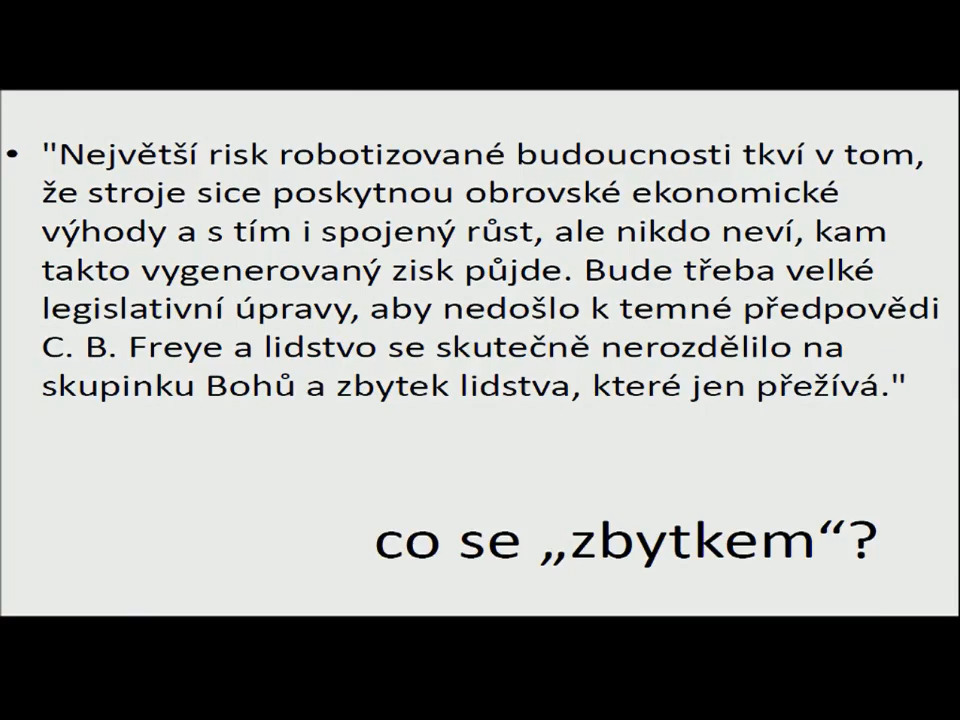 • "Největší risk robotizované budoucnosti tkví v tom,
že stroje sice poskytnou obrovské ekonomické
výhody a s tím i spojený růst, ale nikdo neví, kam
takto vygenerovaný zisk půjde. Bude třeba velké
legislativní úpravy, aby nedošlo k temné předpovědi
C. B. Freye a lidstvo se skutečně nerozdělilo na
skupinku Bohů a zbytek lidstva, které jen přežívá."
co se „zbytkem“?